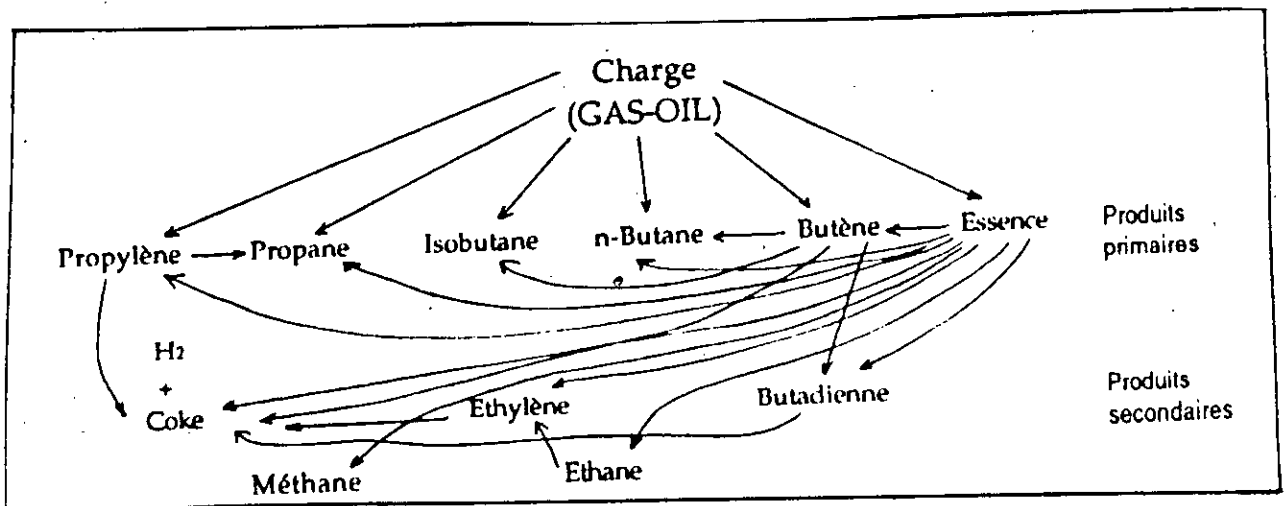 Charge
(GAS-OIL)
Propylène
Propane
Isobutane
n-Butane
Butène
Essence
Produits
primaires
H2
+
Coke
Ethylène
Butadienne
Produits
secondaires
Méthane
Ethane